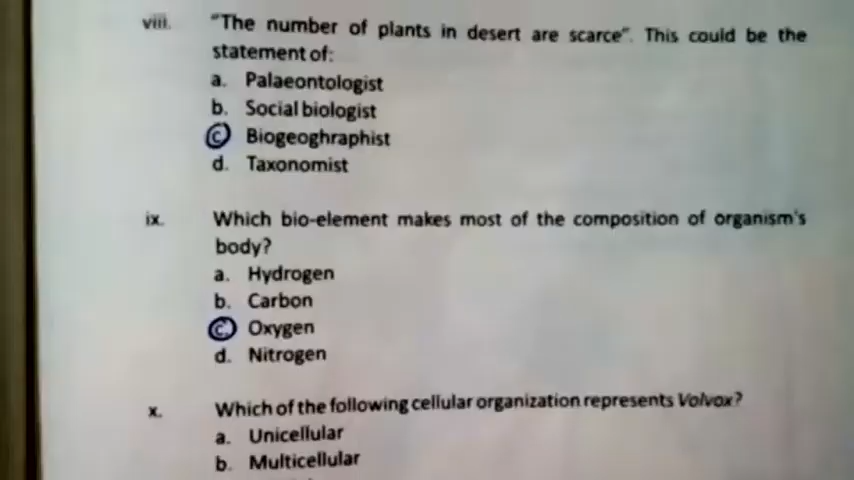 viii. "The number of plants in desert are scarce". This could be the
statement of:
a. Palaeontologist
b. Social biologist
c Biogeoghraphist
d. Taxonomist
ix. Which bio-element makes most of the composition of organism's
body?
a. Hydrogen
b. Carbon
c. Oxygen
d. Nitrogen
x. Which of the following cellular organization represents Volvox?
a. Unicellular
b. Multicellular